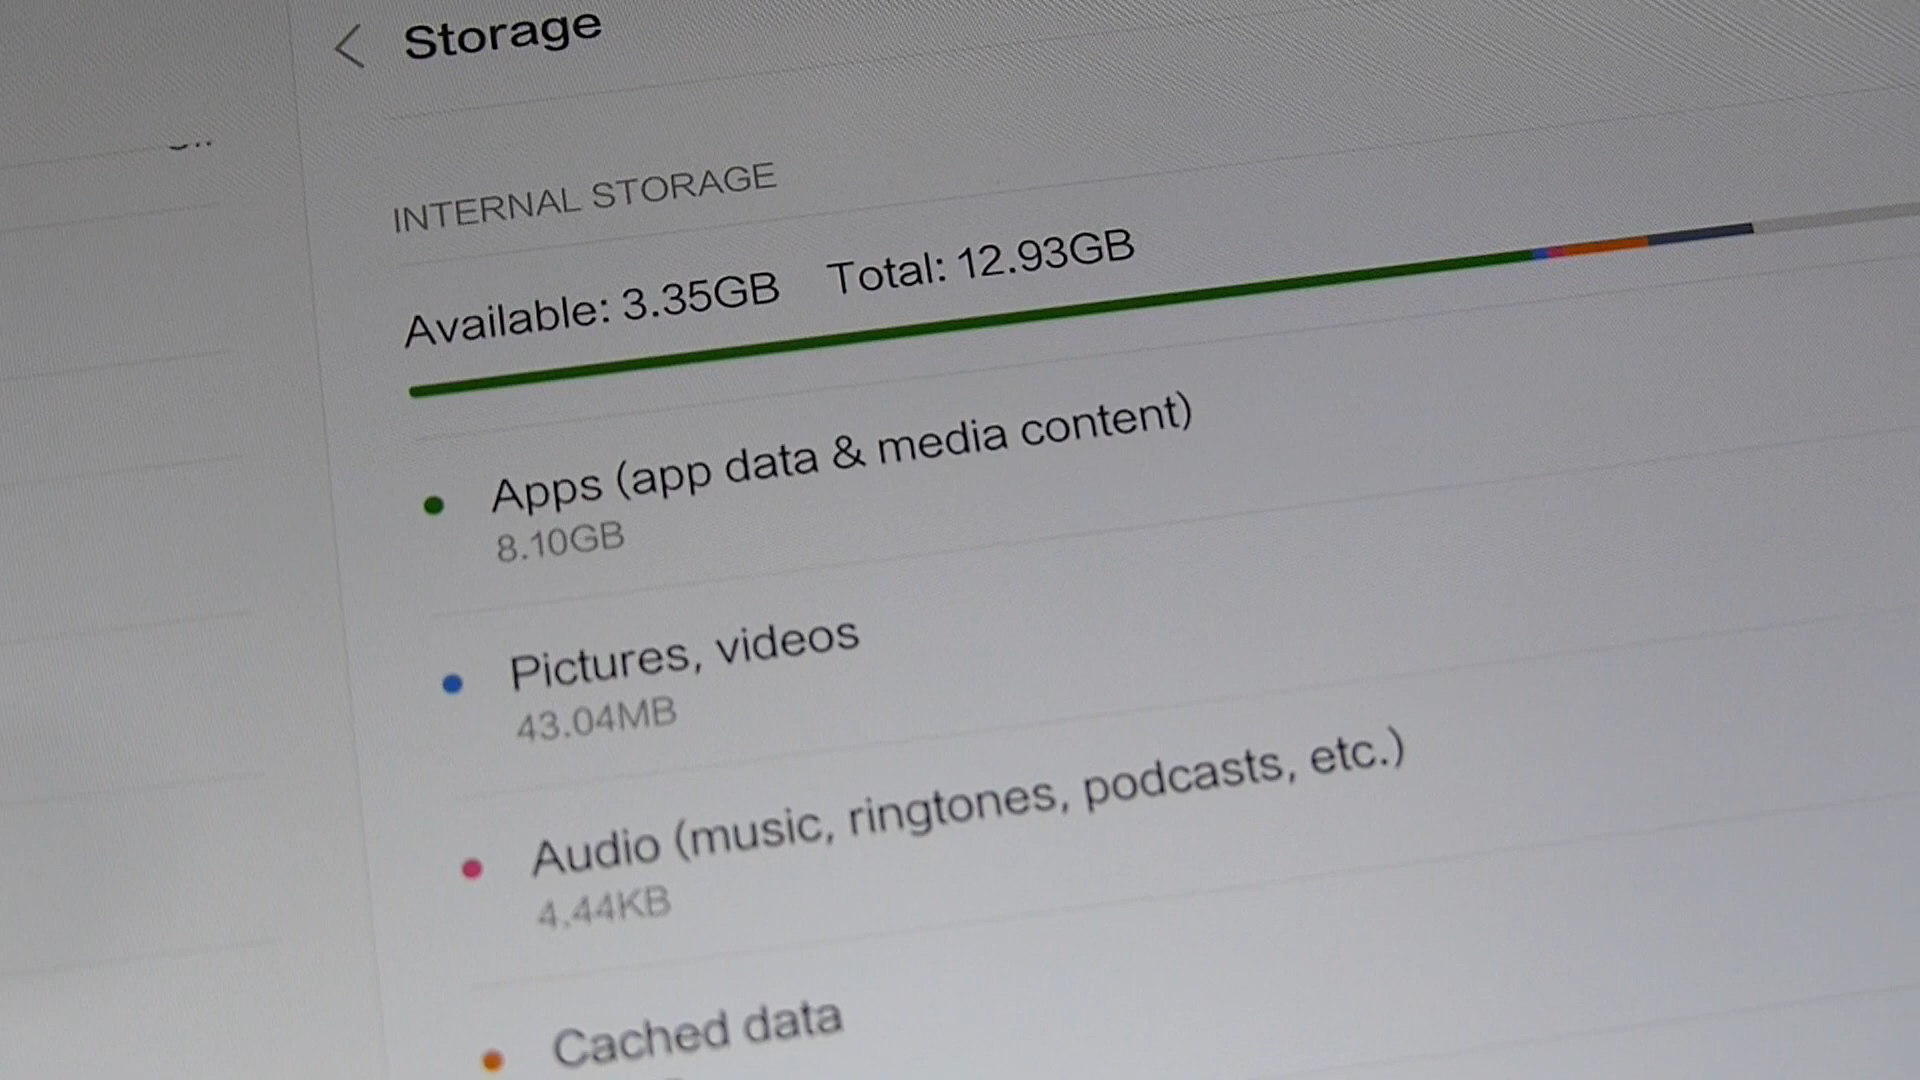 Storage
INTERNAL STORAGE
Available: 3.35GB Total: 12.93GB
Apps (app data & media content)
8.10GB
Pictures, videos
43.04MB
Audio (music, ringtones, podcasts, etc.)
4.44KB
Cached data